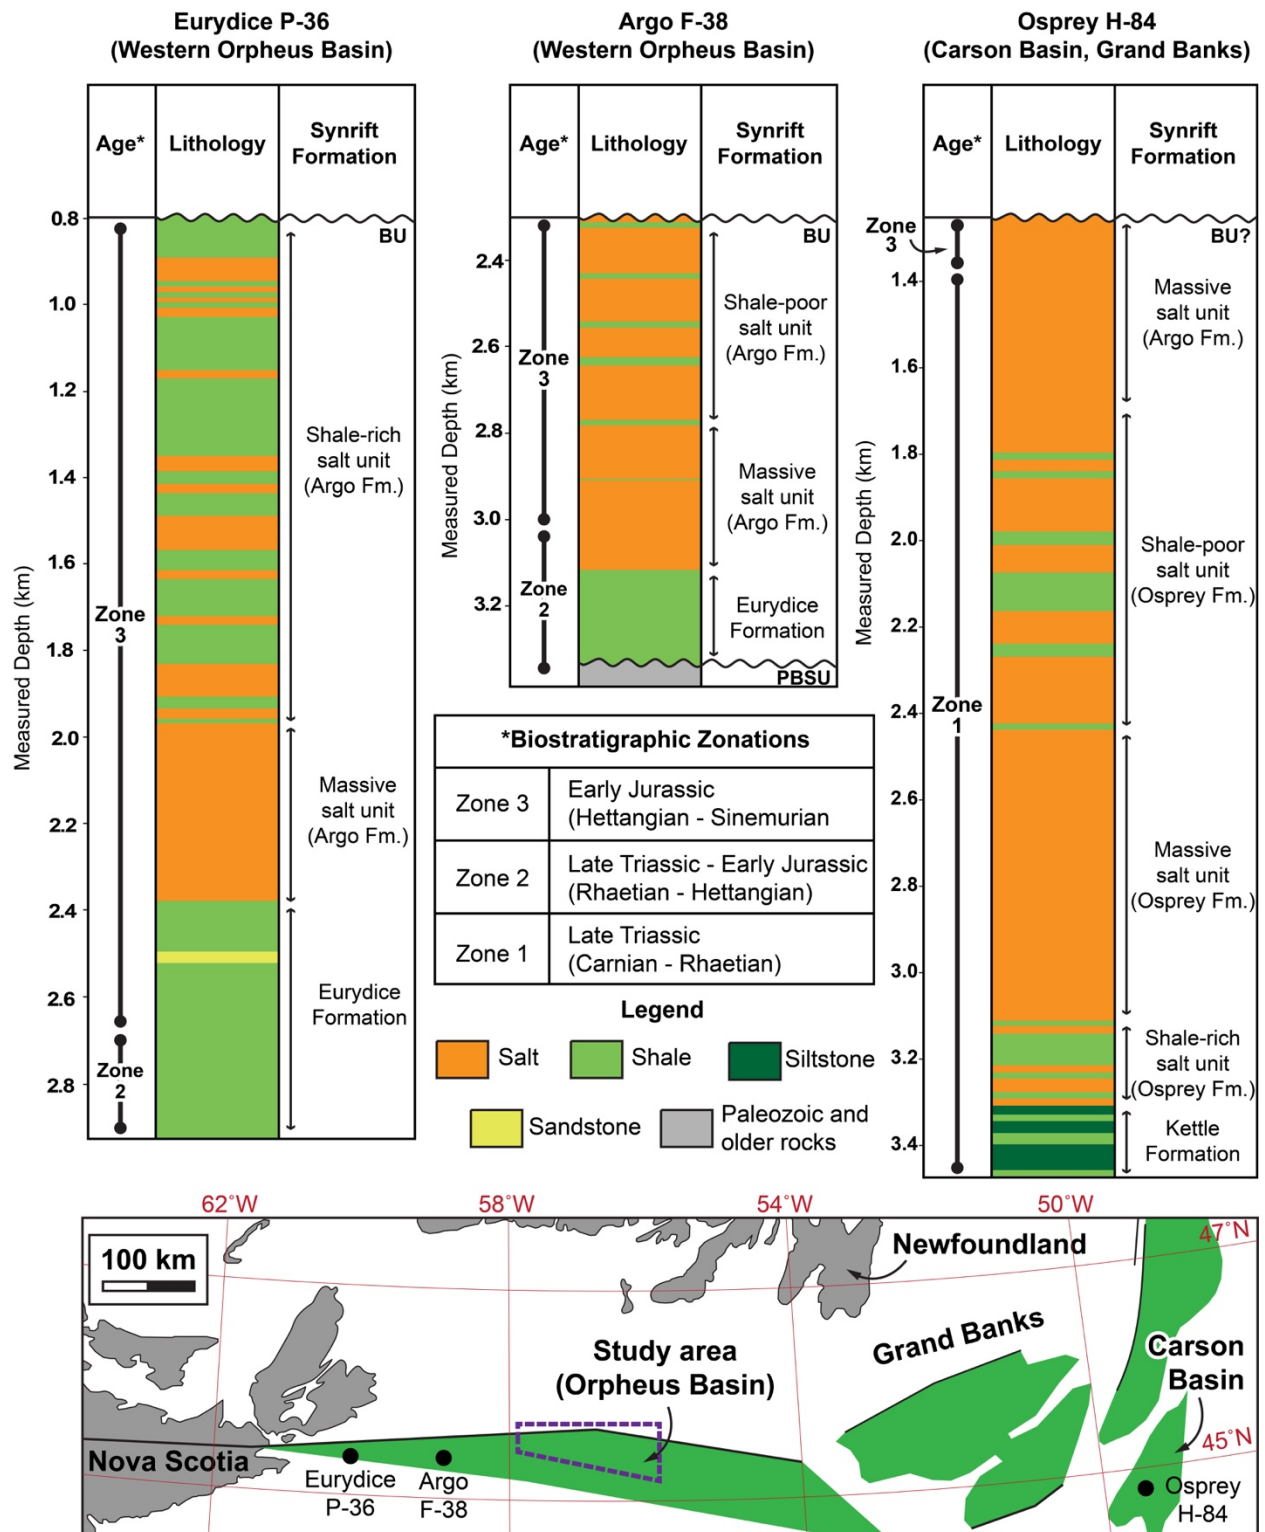 Eurydice P-36
(Western Orpheus Basin)
Age*
Lithology
Synrift
Formation
Measured Depth (km)
0.8
1.0
1.2
1.4
1.6
1.8
2.0
2.2
2.4
2.6
2.8
Zone
3
Zone
2
BU
Shale-rich
salt unit
(Argo Fm.)
Massive
salt unit
(Argo Fm.)
Eurydice
Formation
Argo F-38
(Western Orpheus Basin)
Age*
Lithology
Synrift
Formation
Measured Depth (km)
2.4
2.6
2.8
3.0
3.2
Zone
3
Zone
2
BU
Shale-poor
salt unit
(Argo Fm.)
Massive
salt unit
(Argo Fm.)
Eurydice
Formation
PBSU
Osprey H-84
(Carson Basin, Grand Banks)
Age*
Lithology
Synrift
Formation
Measured Depth (km)
1.4
1.6
1.8
2.0
2.2
2.4
2.6
2.8
3.0
3.2
3.4
Zone
3
Zone
1
BU?
Massive
salt unit
(Argo Fm.)
Shale-poor
salt unit
(Osprey Fm.)
Massive
salt unit
(Osprey Fm.)
Shale-rich
salt unit
(Osprey Fm.)
Kettle
Formation
*Biostratigraphic Zonations
Zone 3
Early Jurassic
(Hettangian - Sinemurian
Zone 2
Late Triassic - Early Jurassic
(Rhaetian - Hettangian)
Zone 1
Late Triassic
(Carnian - Rhaetian)
Legend
Salt
Shale
Siltstone
Sandstone
Paleozoic and
older rocks
62°W
58°W
54°W
50°W
47°N
45°N
100 km
Newfoundland
Grand Banks
Carson
Basin
Study area
(Orpheus Basin)
Nova Scotia
Eurydice
P-36
Argo
F-38
Osprey
H-84